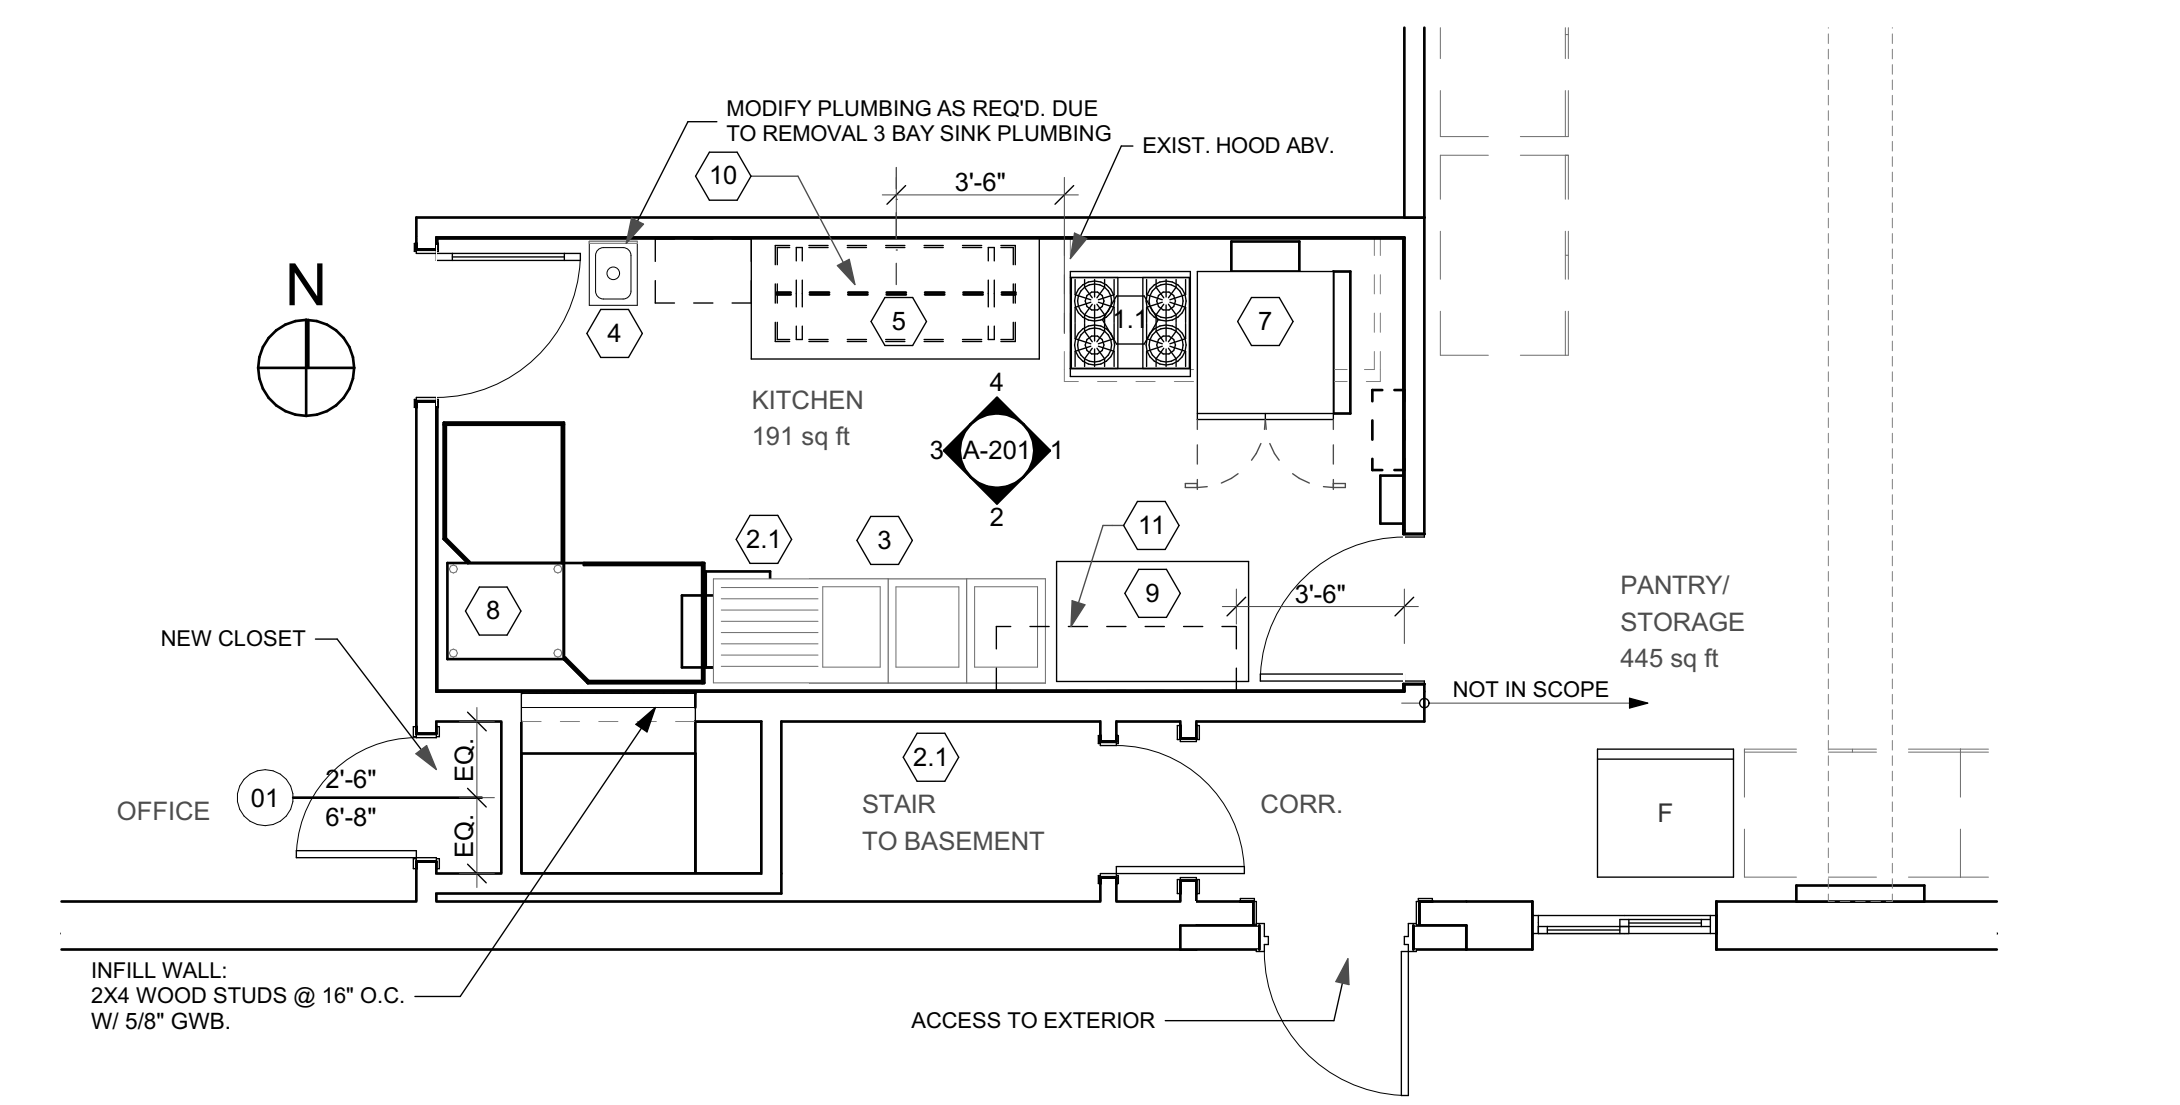 MODIFY PLUMBING AS REQ'D. DUE
TO REMOVAL 3 BAY SINK PLUMBING
EXIST. HOOD ABV.
10
3'-6"
N
4
5
1.1
7
KITCHEN
191 sq ft
4
3
A-201
1
2
2.1
3
11
8
9
3'-6"
PANTRY/
STORAGE
445 sq ft
NEW CLOSET
NOT IN SCOPE
EQ.
2.1
01
2'-6"
6'-8"
OFFICE
EQ.
STAIR
TO BASEMENT
CORR.
F
INFILL WALL:
2X4 WOOD STUDS @ 16" O.C.
W/ 5/8" GWB.
ACCESS TO EXTERIOR